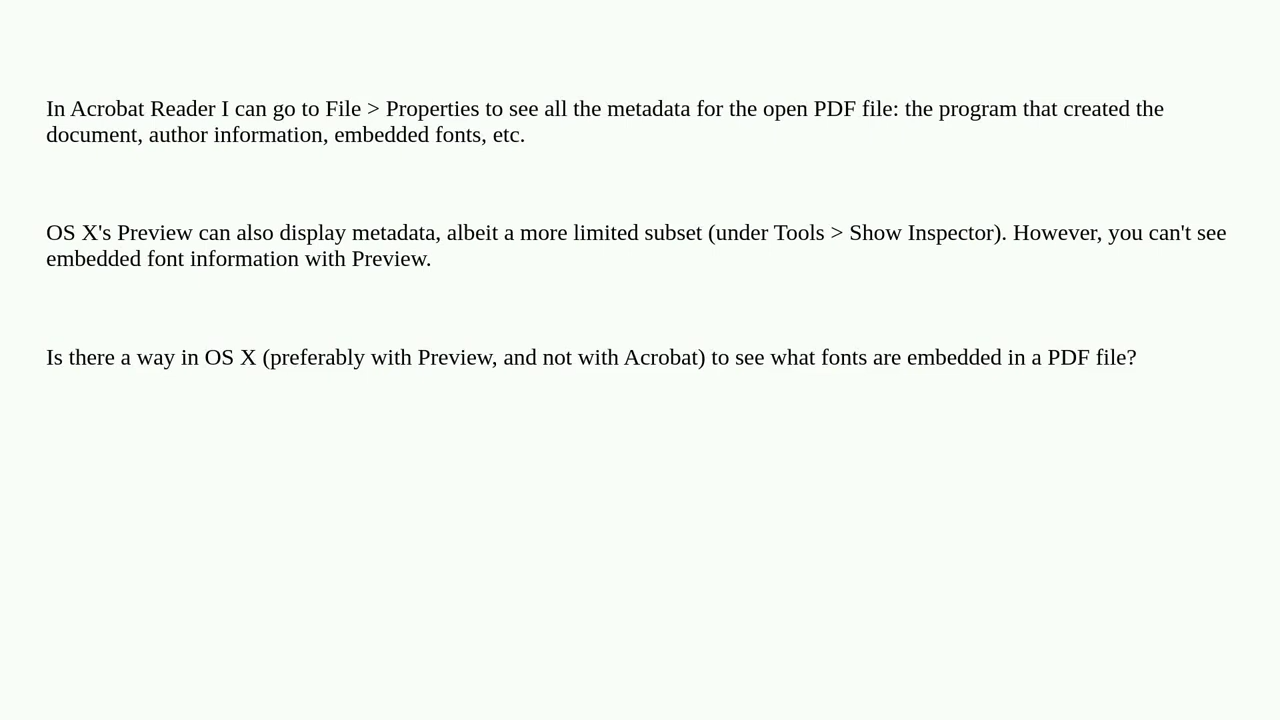 In Acrobat Reader I can go to File > Properties to see all the metadata for the open PDF file: the program that created the
document, author information, embedded fonts, etc.
OS X's Preview can also display metadata, albeit a more limited subset (under Tools > Show Inspector). However, you can't see
embedded font information with Preview.
Is there a way in OS X (preferably with Preview, and not with Acrobat) to see what fonts are embedded in a PDF file?